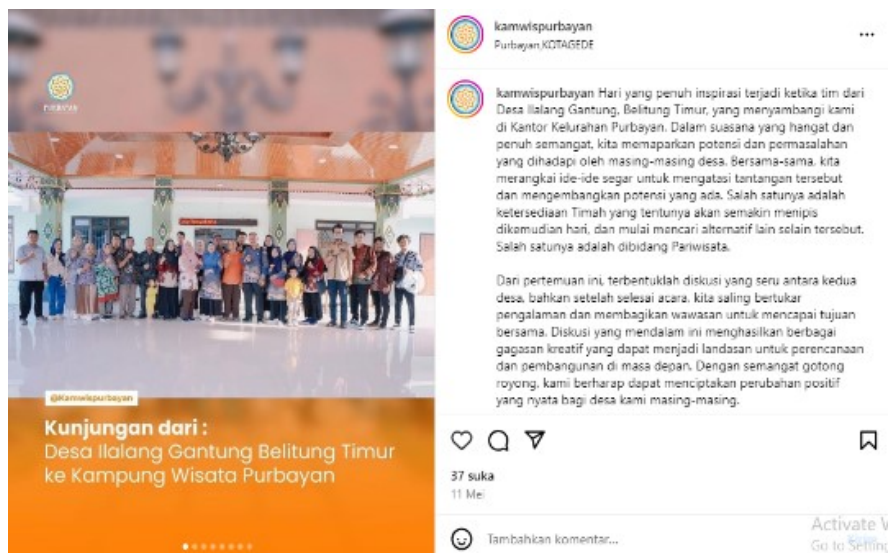 PURBAYAN
@Kamwispurbayan
Kunjungan dari :
Desa Ilalang Gantung Belitung Timur
ke Kampung Wisata Purbayan
kamwispurbayan
Purbayan,KOTAGEDE
kamwispurbayan Hari yang penuh inspirasi terjadi ketika tim dari
Desa Ilalang Gantung, Belitung Timur, yang menyambangi kami
di Kantor Kelurahan Purbayan. Dalam suasana yang hangat dan
penuh semangat, kita memaparkan potensi dan permasalahan
yang dihadapi oleh masing-masing desa. Bersama-sama, kita
merangkai ide-ide segar untuk mengatasi tantangan tersebut
dan mengembangkan potensi yang ada. Salah satunya adalah
ketersediaan Timah yang tentunya akan semakin menipis
dikemudian hari, dan mulai mencari alternatif lain selain tersebut.
Salah satunya adalah dibidang Pariwisata.
Dari pertemuan ini, terbentuklah diskusi yang seru antara kedua
desa, bahkan setelah selesai acara, kita saling bertukar
pengalaman dan membagikan wawasan untuk mencapai tujuan
bersama. Diskusi yang mendalam ini menghasilkan berbagai
gagasan kreatif yang dapat menjadi landasan untuk perencanaan
dan pembangunan di masa depan. Dengan semangat gotong
royong, kami berharap dapat menciptakan perubahan positif
yang nyata bagi desa kami masing-masing.
37 suka
11 Mei
Tambahkan komentar...
Activate W
Go to Setting